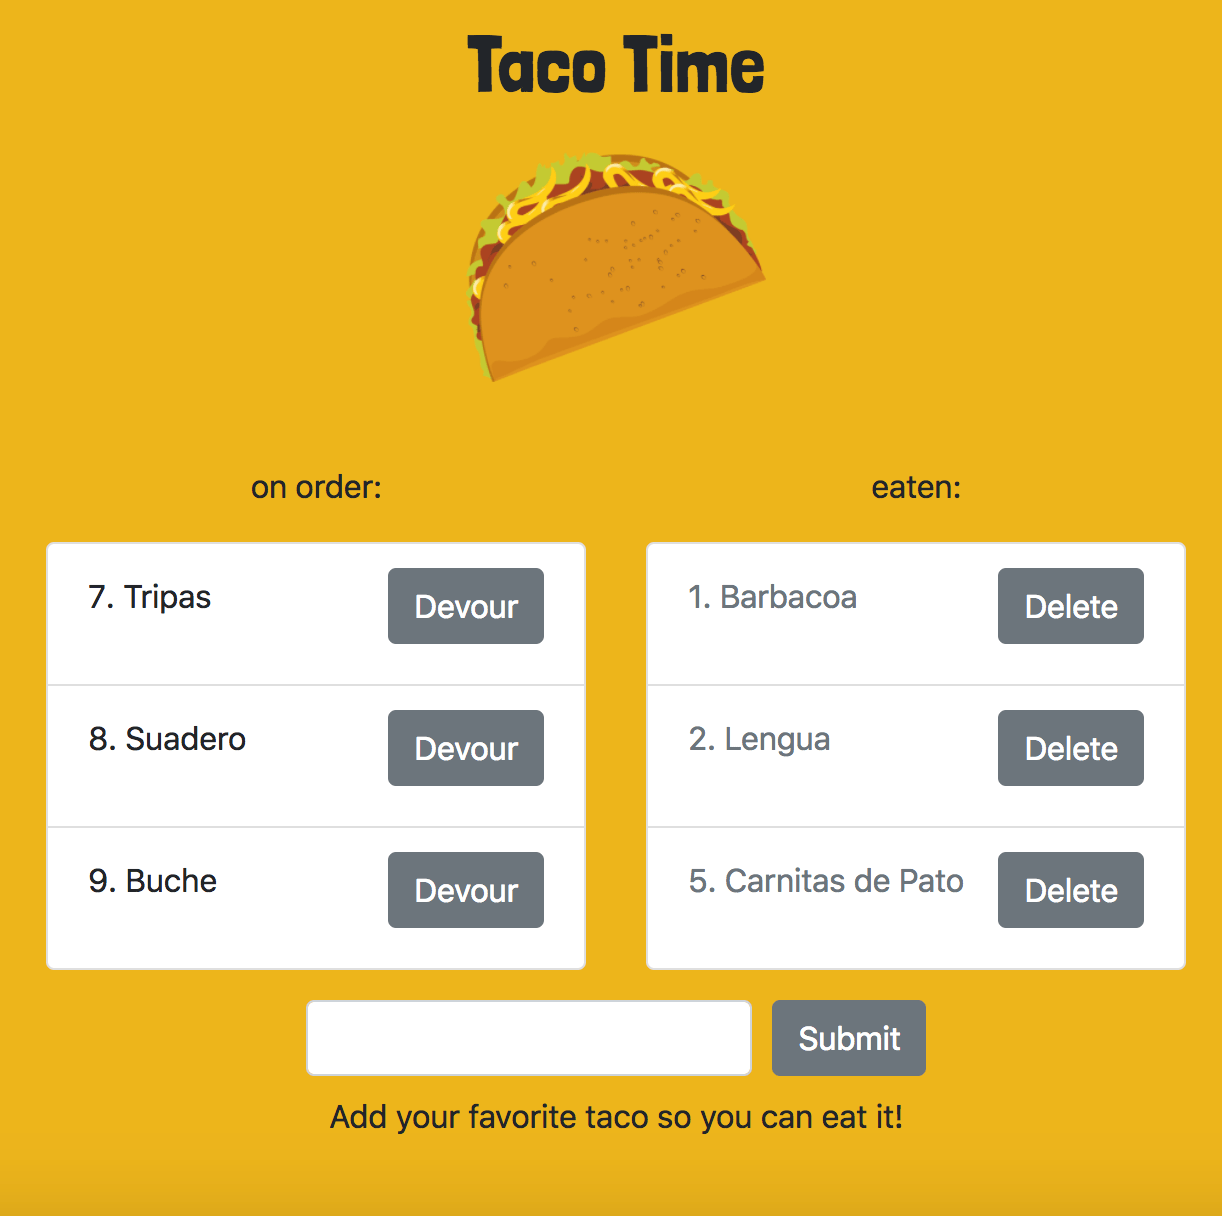 Taco Time
on order:
7. Tripas Devour
8. Suadero Devour
9. Buche Devour
eaten:
1. Barbacoa Delete
2. Lengua Delete
5. Carnitas de Pato Delete
Submit
Add your favorite taco so you can eat it!